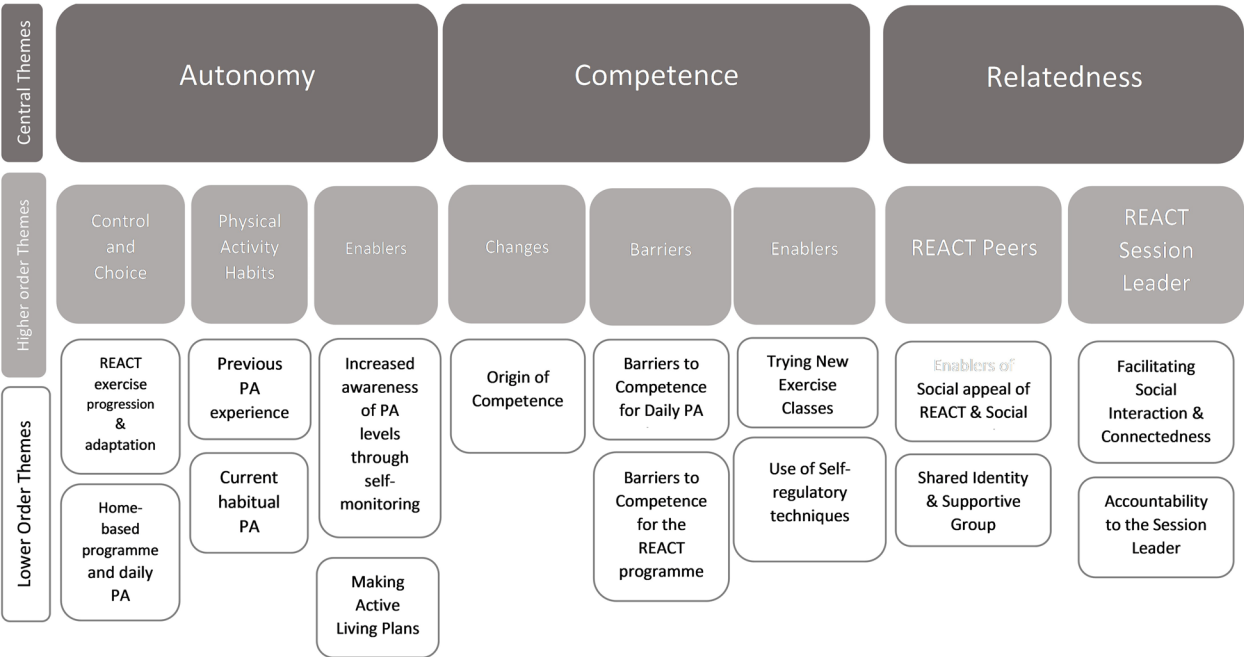 Central Themes
Autonomy
Competence
Relatedness
Higher order Themes
Control
and
Choice
Physical
Activity
Habits
Enablers
Changes
Barriers
Enablers
REACT Peers
REACT
Session
Leader
Lower Order Themes
REACT
exercise
progression
&
adaptation
Home-
based
programme
and daily
PA
Previous
PA
experience
Current
habitual
PA
Increased
awareness
of PA
levels
through
self-
monitoring
Making
Active
Living Plans
Origin of
Competence
Barriers to
Competence
for Daily PA
Barriers to
Competence
for the
REACT
programme
Trying New
Exercise
Classes
Use of Self-
regulatory
techniques
Enablers of
Social appeal of
REACT & Social
Shared Identity
& Supportive
Group
Facilitating
Social
Interaction &
Connectedness
Accountability
to the Session
Leader